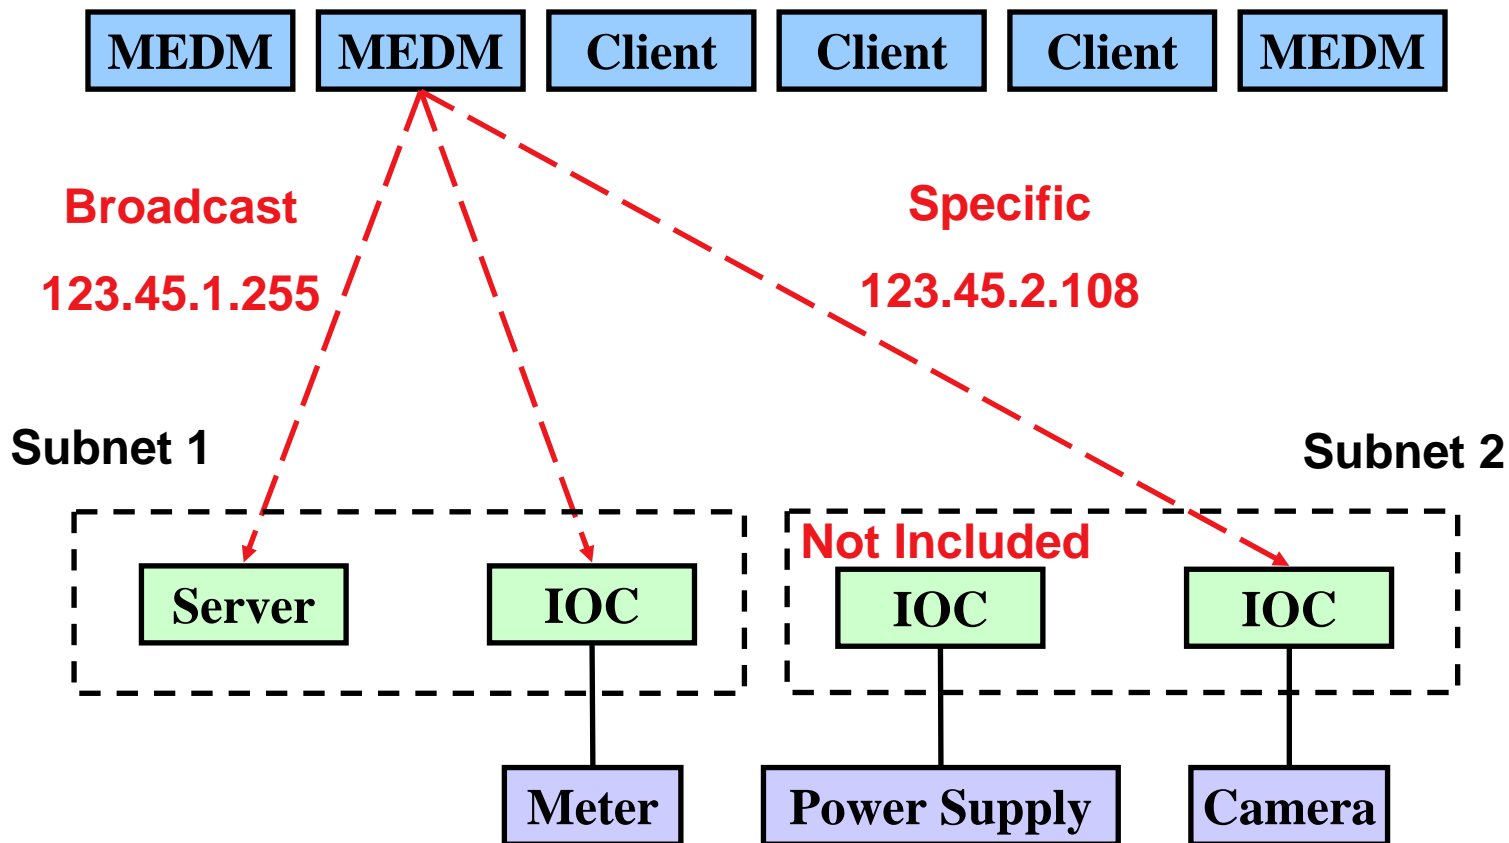 MEDM MEDM Client Client Client MEDM
Broadcast
123.45.1.255
Specific
123.45.2.108
Subnet 1
Subnet 2
Not Included
Server IOC IOC IOC
Meter Power Supply Camera